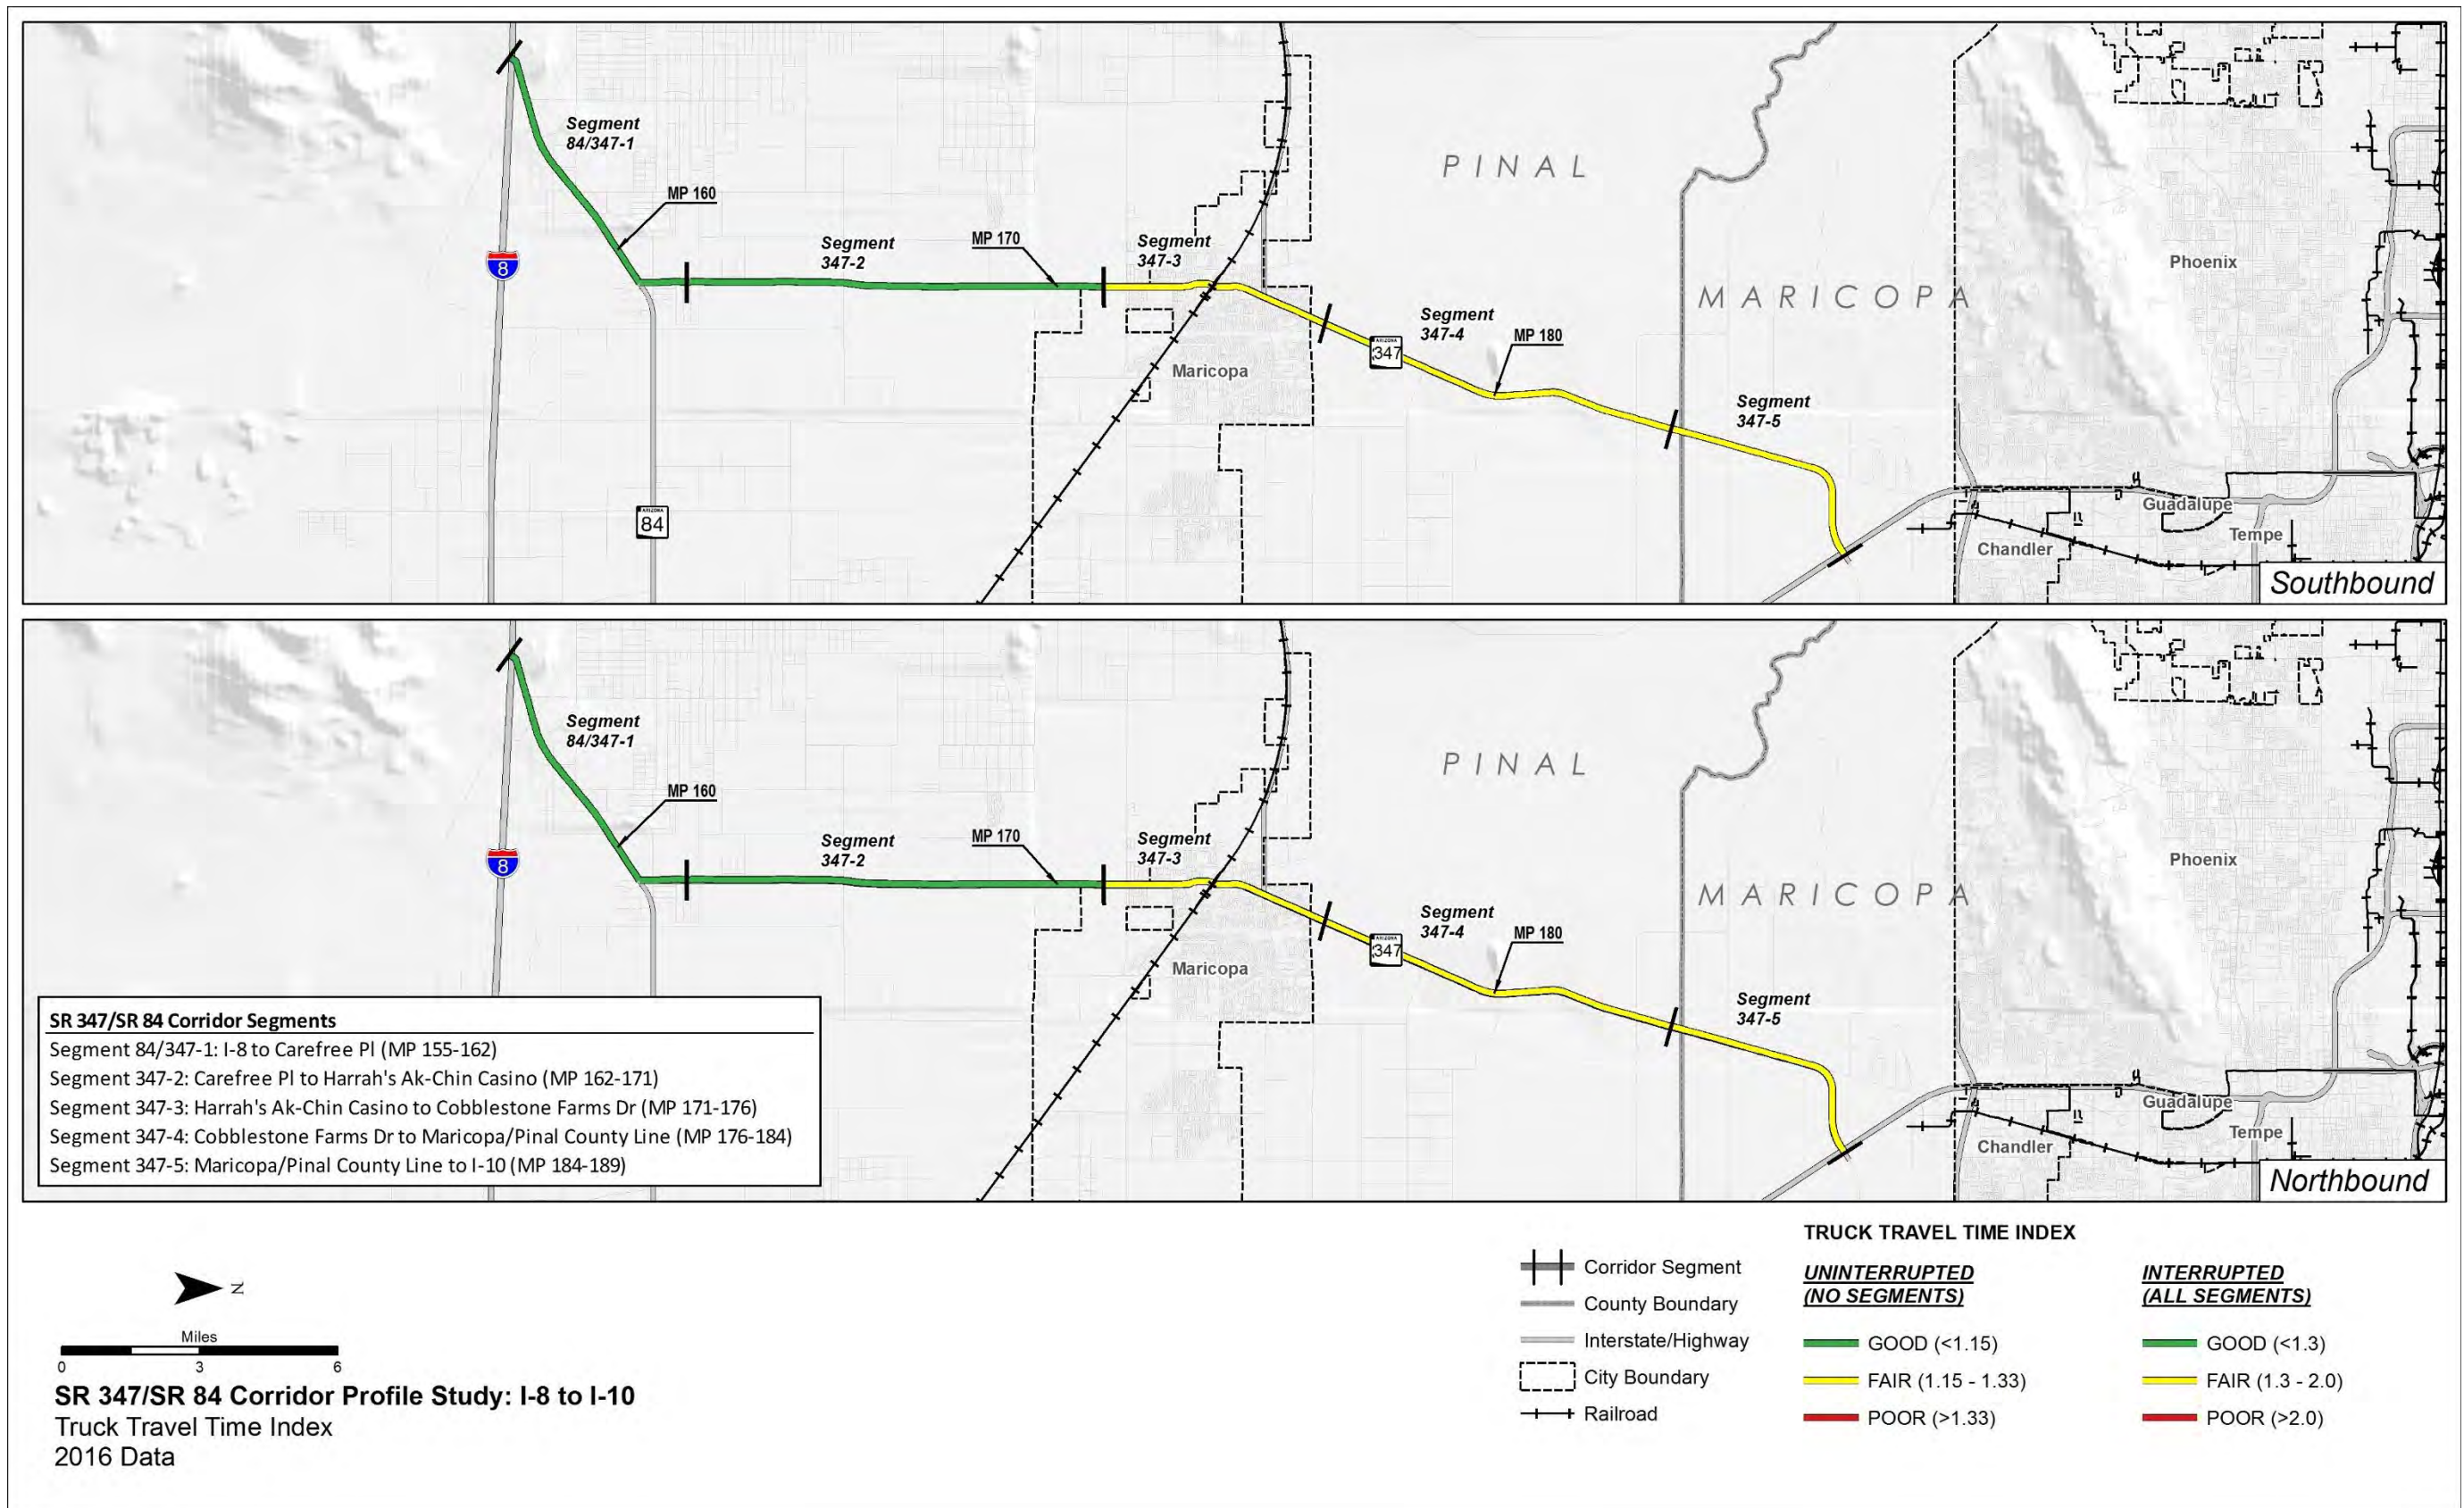 Segment
84/347-1
MP 160
Segment
347-2
MP 170
Segment
347-3
PINAL
MARICOPA
Phoenix
8
Segment
347-4
MP 180
ARIZONA
347
Maricopa
Segment
347-5
ARIZONA
84
Guadalupe
Tempe
Chandler
Southbound
Segment
84/347-1
MP 160
Segment
347-2
MP 170
Segment
347-3
PINAL
MARICOPA
Phoenix
8
Segment
347-4
MP 180
ARIZONA
347
Maricopa
Segment
347-5
Guadalupe
Tempe
Chandler
Northbound
SR 347/SR 84 Corridor Segments
Segment 84/347-1: I-8 to Carefree Pl (MP 155-162)
Segment 347-2: Carefree Pl to Harrah's Ak-Chin Casino (MP 162-171)
Segment 347-3: Harrah's Ak-Chin Casino to Cobblestone Farms Dr (MP 171-176)
Segment 347-4: Cobblestone Farms Dr to Maricopa/Pinal County Line (MP 176-184)
Segment 347-5: Maricopa/Pinal County Line to I-10 (MP 184-189)
N
Miles
0 3 6
SR 347/SR 84 Corridor Profile Study: I-8 to I-10
Truck Travel Time Index
2016 Data
Corridor Segment
County Boundary
Interstate/Highway
City Boundary
Railroad
TRUCK TRAVEL TIME INDEX
UNINTERRUPTED
(NO SEGMENTS)
GOOD (<1.15)
FAIR (1.15 - 1.33)
POOR (>1.33)
INTERRUPTED
(ALL SEGMENTS)
GOOD (<1.3)
FAIR (1.3 - 2.0)
POOR (>2.0)